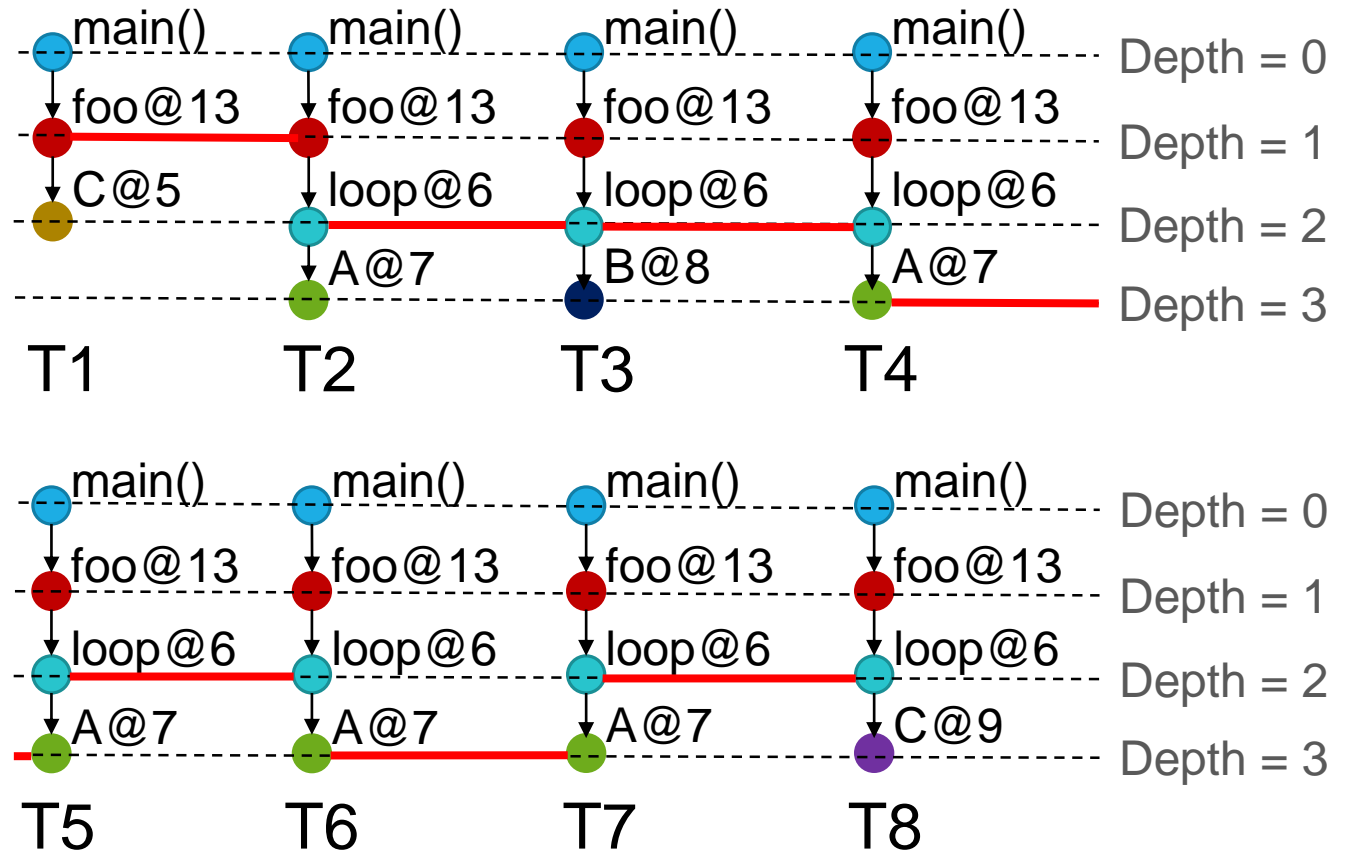 main() main() main() main() Depth = 0
foo@13 foo@13 foo@13 foo@13 Depth = 1
C@5 loop@6 loop@6 loop@6 Depth = 2
A@7 B@8 A@7 Depth = 3
T1 T2 T3 T4
main() main() main() main() Depth = 0
foo@13 foo@13 foo@13 foo@13 Depth = 1
loop@6 loop@6 loop@6 loop@6 Depth = 2
A@7 A@7 A@7 C@9 Depth = 3
T5 T6 T7 T8